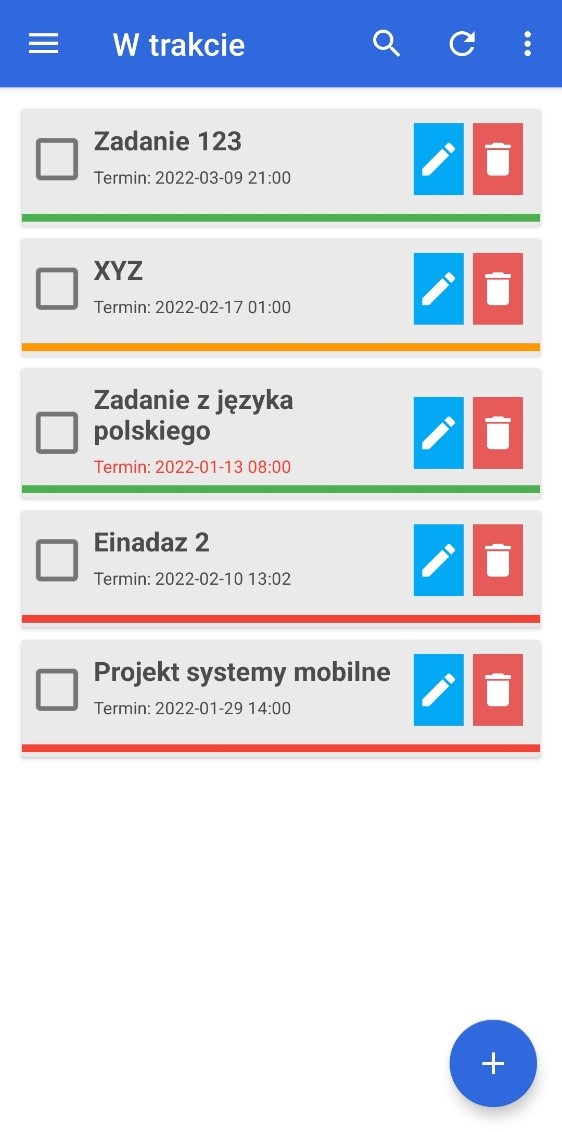 W trakcie
Zadanie 123
Termin: 2022-03-09 21:00
XYZ
Termin: 2022-02-17 01:00
Zadanie z języka
polskiego
Termin: 2022-01-13 08:00
Einadaz 2
Termin: 2022-02-10 13:02
Projekt systemy mobilne
Termin: 2022-01-29 14:00